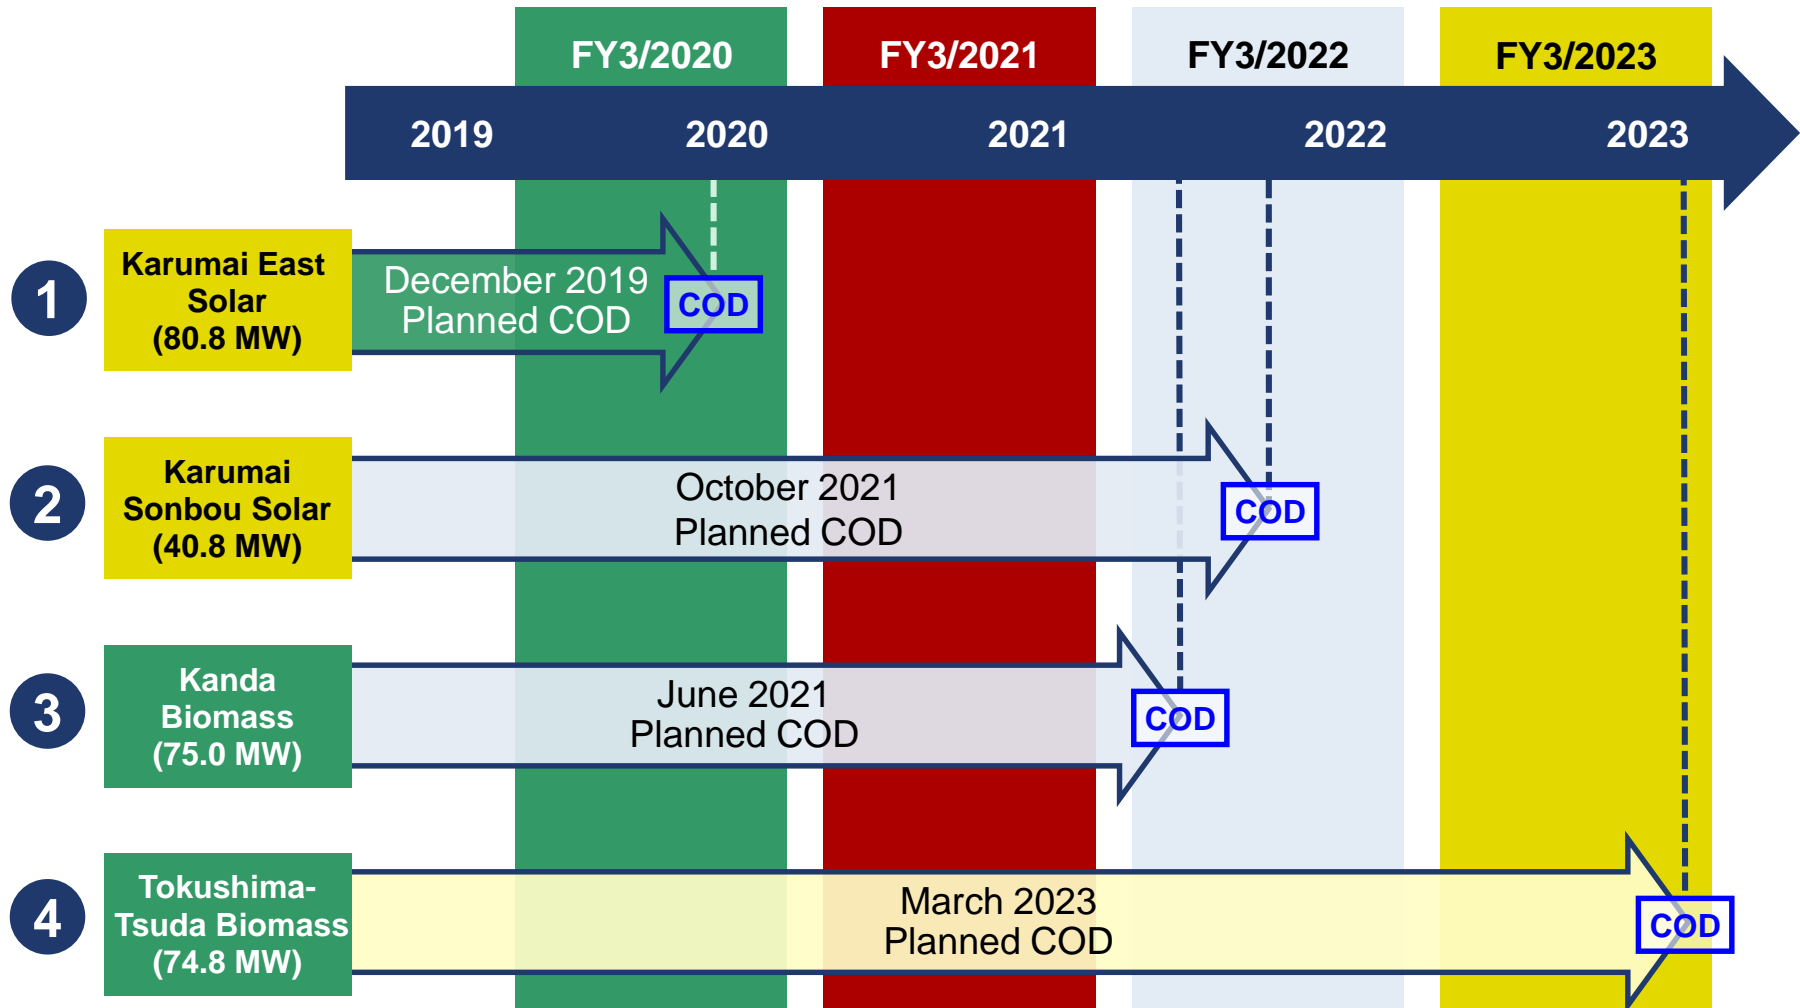 FY3/2020 FY3/2021 FY3/2022 FY3/2023
2019 2020 2021 2022 2023
1
Karumai East
Solar
(80.8 MW)
December 2019
Planned COD
COD
2
Karumai
Sonbou Solar
(40.8 MW)
October 2021
Planned COD
COD
3
Kanda
Biomass
(75.0 MW)
June 2021
Planned COD
COD
4
Tokushima-
Tsuda Biomass
(74.8 MW)
March 2023
Planned COD
COD